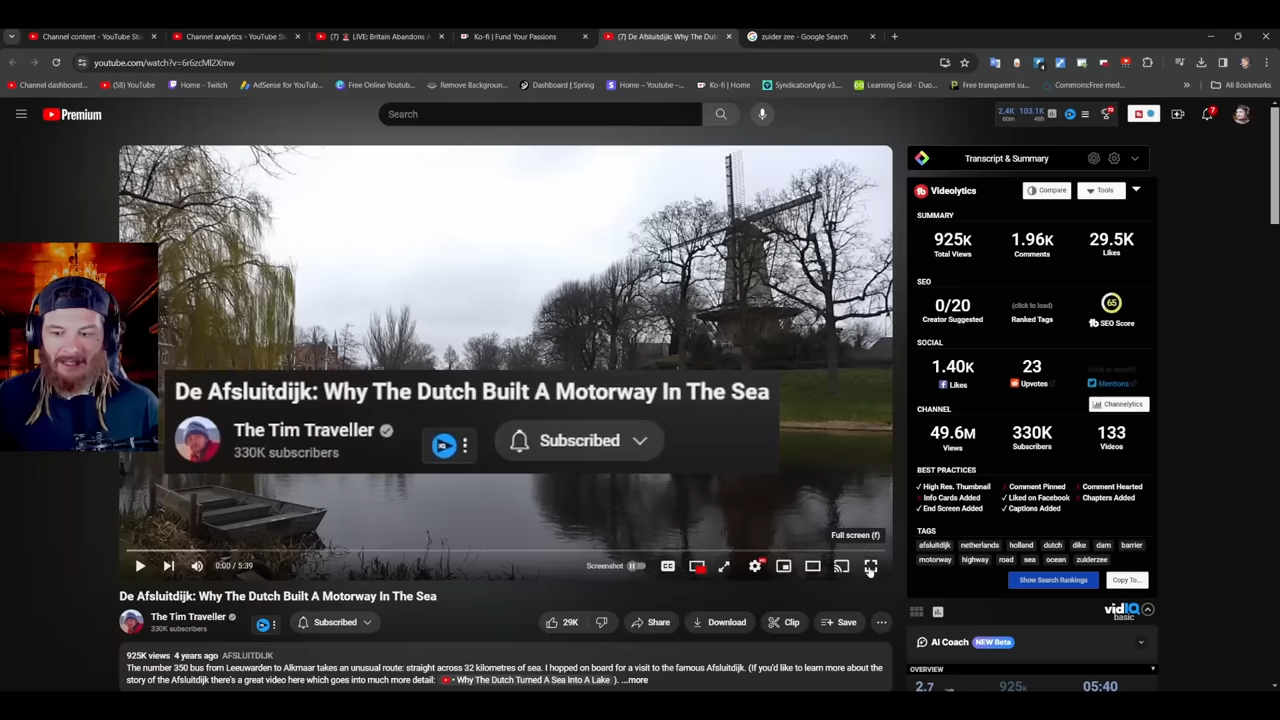 Channel content - YouTube St
Channel analytics - YouTube St
(7) 🚨 LIVE: Britain Abandons A
Ko-fi | Fund Your Passions
(7) De Afsluitdijk: Why The Dut
zuider zee - Google Search
youtube.com/watch?v=6r6zcMl2Xmw
Channel dashboard...
(58) YouTube
Home - Twitch
AdSense for YouTub...
Free Online Youtub...
Remove Backgroun...
Dashboard | Spring
Home – Youtube –...
Ko-fi | Home
SyndicationApp v3....
Learning Goal - Duo...
Free transparent su...
Commons:Free med...
All Bookmarks
Premium
Search
2.4K
60m
103.1K
48h
Transcript & Summary
Videolytics
Compare
Tools
SUMMARY
925K
1.96K
29.5K
Total Views
Comments
Likes
SEO
0/20
(click to load)
65
Creator Suggested
Ranked Tags
SEO Score
SOCIAL
1.40K
23
Likes
Upvotes
Mentions
CHANNEL
Channelytics
49.6M
330K
133
Views
Subscribers
Videos
BEST PRACTICES
High Res. Thumbnail
Comment Pinned
Comment Hearted
Info Cards Added
Liked on Facebook
Chapters Added
End Screen Added
Captions Added
TAGS
afsluitdijk netherlands holland dutch dike dam barrier
motorway highway road sea ocean zuiderzee
Show Search Rankings
Copy To...
vidIQ
basic
AI Coach NEW Beta
OVERVIEW
2.7
925K
05:40
De Afsluitdijk: Why The Dutch Built A Motorway In The Sea
The Tim Traveller
330K subscribers
Subscribed
Full screen (f)
0:00 / 5:39
Screenshot
CC
De Afsluitdijk: Why The Dutch Built A Motorway In The Sea
The Tim Traveller
330K subscribers
Subscribed
29K
Share
Download
Clip
Save
925K views 4 years ago AFSLUITDIJK
The number 350 bus from Leeuwarden to Alkmaar takes an unusual route: straight across 32 kilometres of sea. I hopped on board for a visit to the famous Afsluitdijk. (If you'd like to learn more about the
story of the Afsluitdijk there's a great video here which goes into much more detail: • Why The Dutch Turned A Sea Into A Lake ). ...more